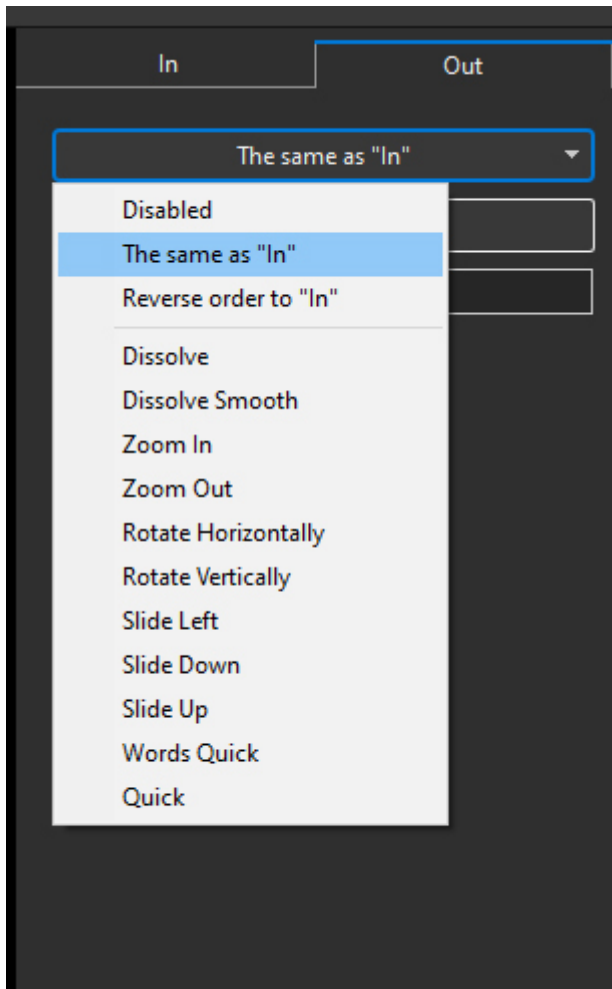 In
Out
The same as "In"
Disabled
The same as "In"
Reverse order to "In"
Dissolve
Dissolve Smooth
Zoom In
Zoom Out
Rotate Horizontally
Rotate Vertically
Slide Left
Slide Down
Slide Up
Words Quick
Quick